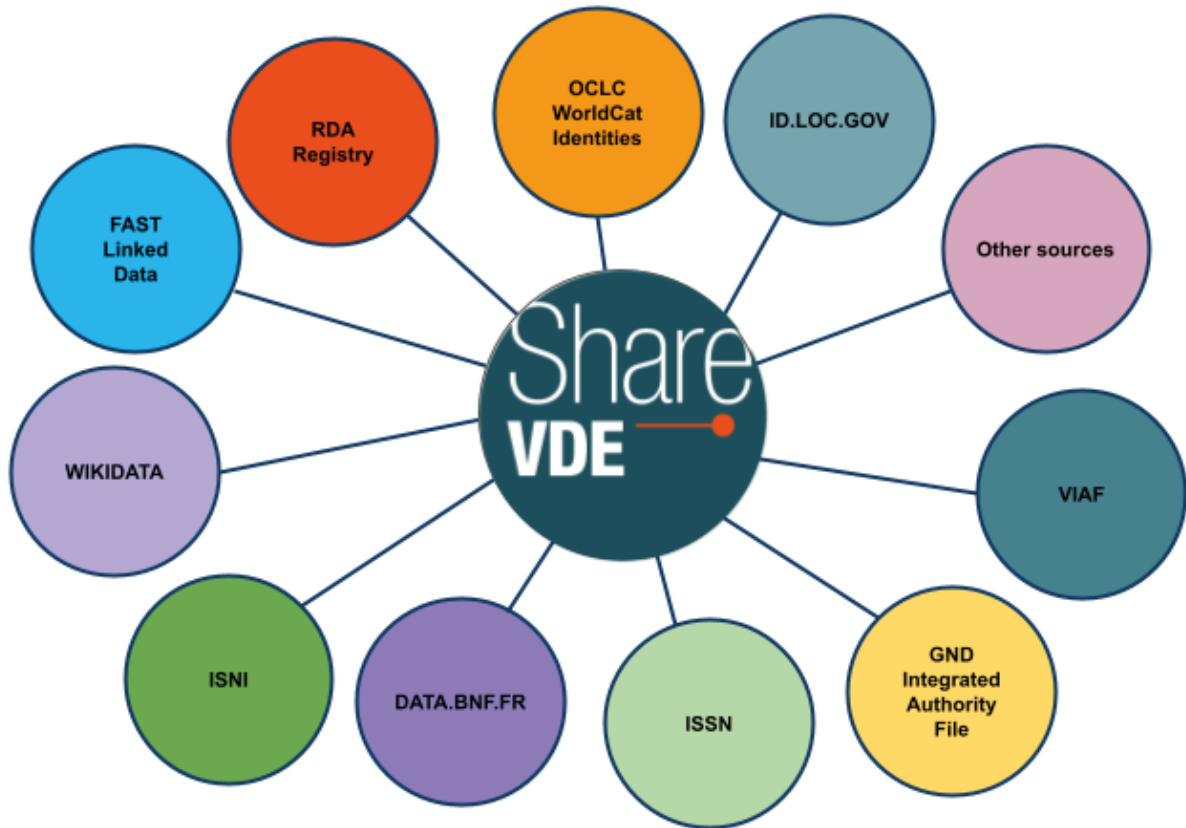 OCLC
WorldCat
Identities
ID.LOC.GOV
RDA
Registry
FAST
Linked
Data
Other sources
Share
VDE
WIKIDATA
VIAF
ISNI
DATA.BNF.FR
ISSN
GND
Integrated
Authority
File